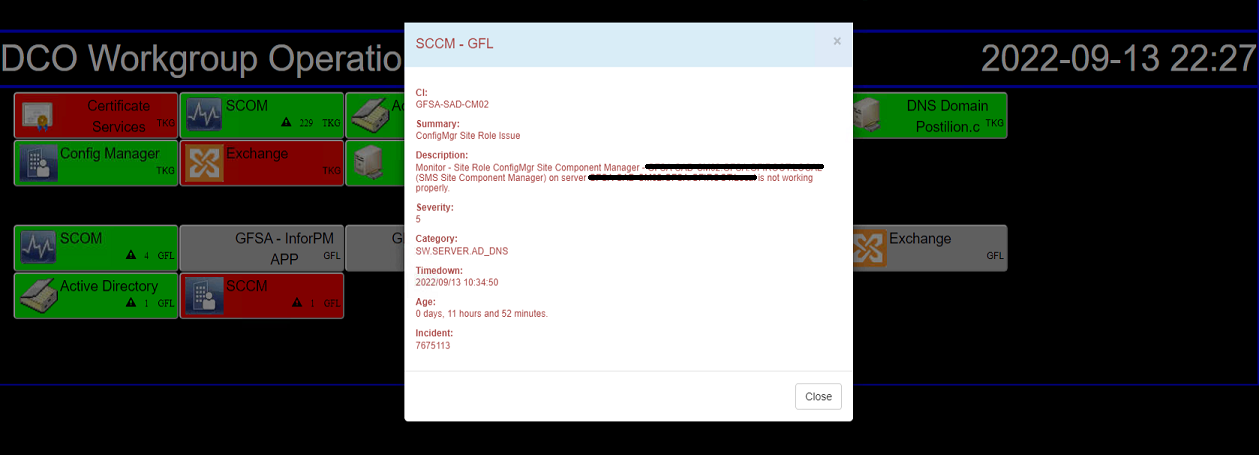 DCO Workgroup Operatio
2022-09-13 22:27
Certificate
Services TKG
SCOM
229 TKG
DNS Domain
Postilion.c TKG
Config Manager
TKG
Exchange
TKG
SCOM
4 GFL
GFSA - InforPM
APP GFL
Exchange
GFL
Active Directory
1 GFL
SCCM
1 GFL
SCCM - GFL
×
CI:
GFSA-SAD-CM02
Summary:
ConfigMgr Site Role Issue
Description:
Monitor - Site Role ConfigMgr Site Component Manager -
(SMS Site Component Manager) on server is not working
properly.
Severity:
5
Category:
SW.SERVER.AD_DNS
Timedown:
2022/09/13 10:34:50
Age:
0 days, 11 hours and 52 minutes.
Incident:
7675113
Close